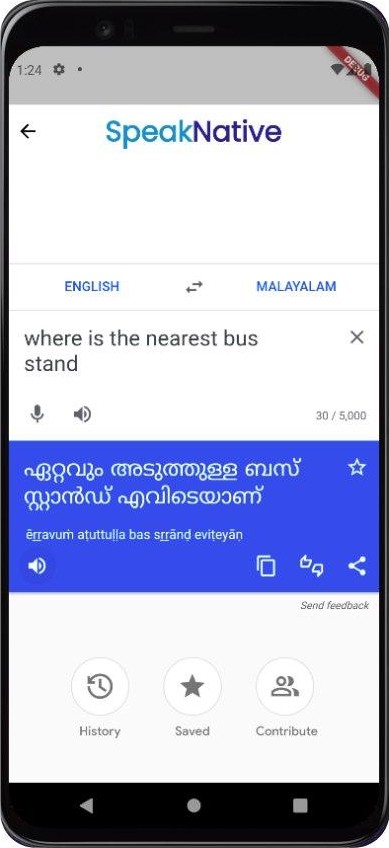 1:24
DEBUG
SpeakNative
ENGLISH
MALAYALAM
where is the nearest bus
stand
30 / 5,000
ഏറ്റവും അടുത്തുള്ള ബസ്
സ്റ്റാൻഡ് എവിടെയാണ്
ēṟṟavuṁ aṭuttuḷḷa bas sṟṟānḍ eviṭeyāṇ
Send feedback
History
Saved
Contribute